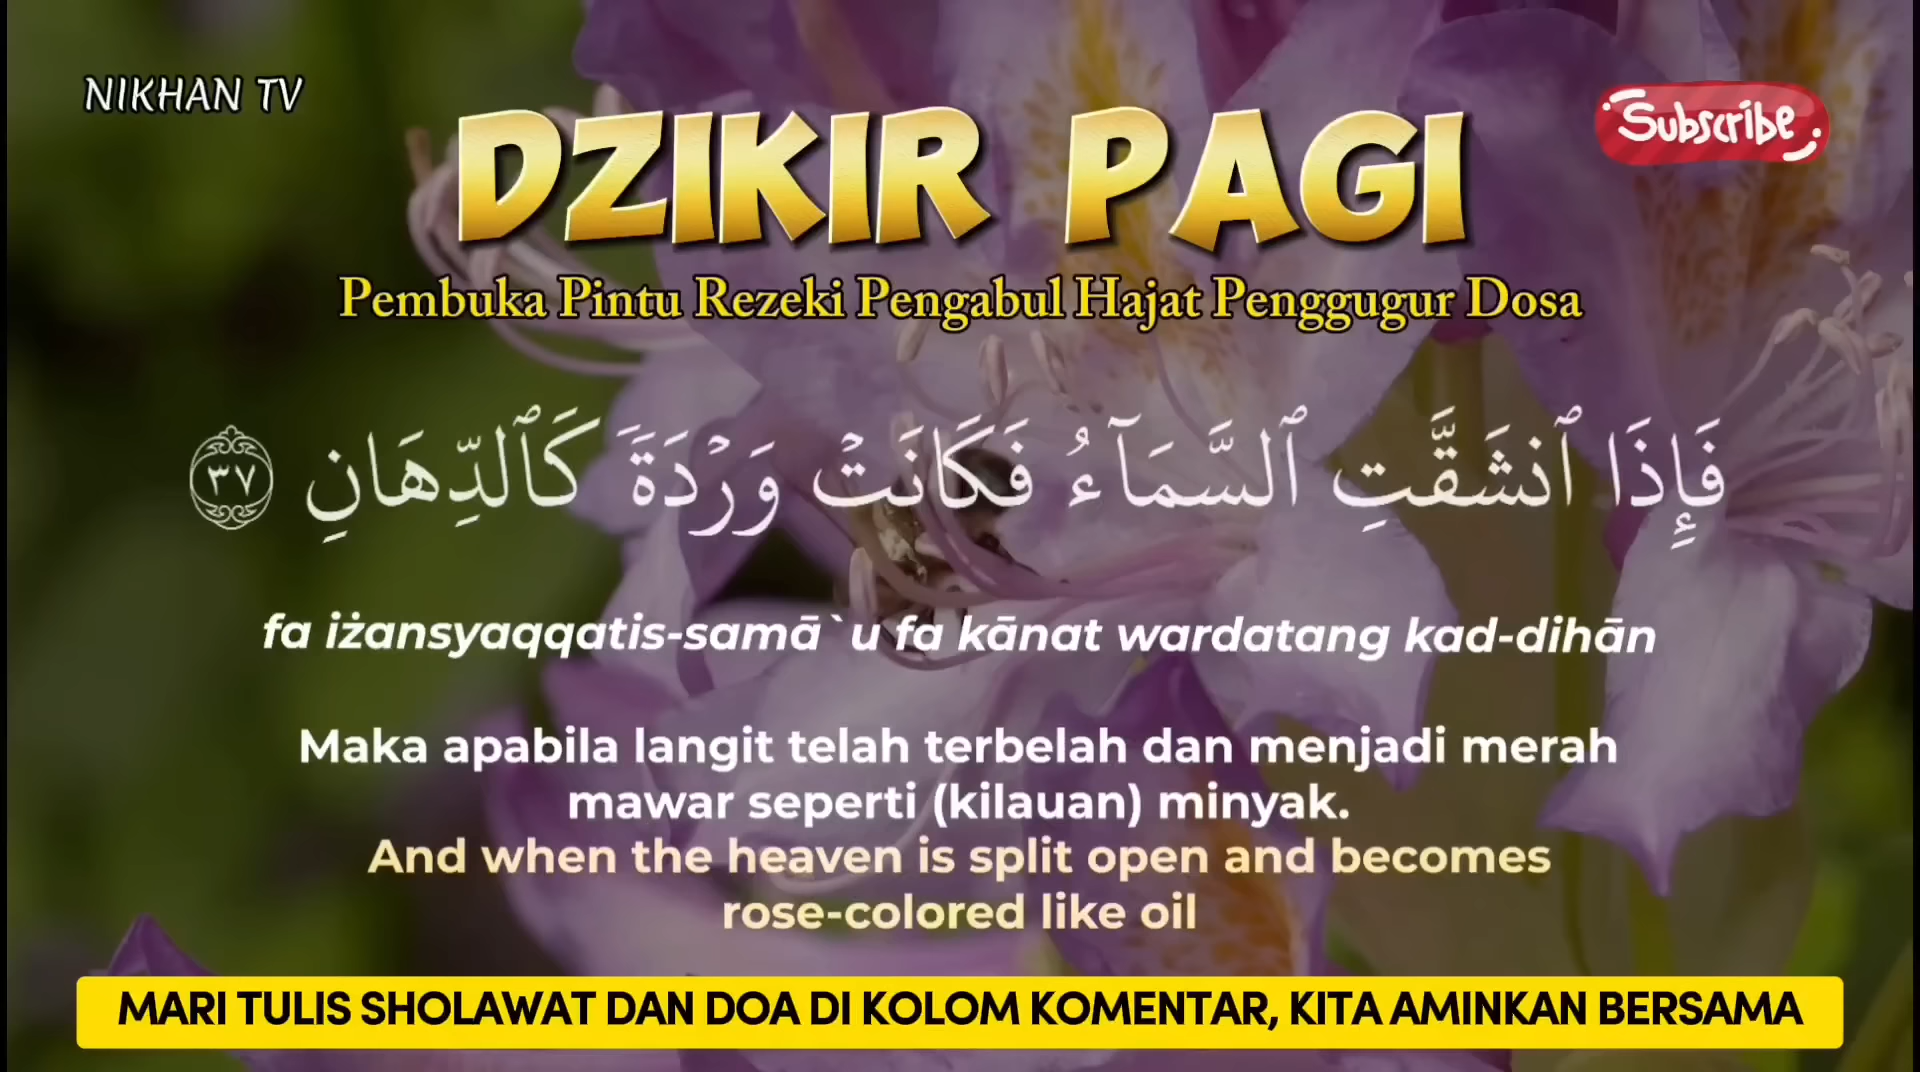 NIKHAN TV
Subscribe
DZIKIR PAGI
Pembuka Pintu Rezeki Pengabul Hajat Penggugur Dosa
فَإِذَا ٱنشَقَّتِ ٱلسَّمَآءُ فَكَانَتْ وَرْدَةً كَٱلدِّهَانِ ٣٧
fa iżansyaqqatis-samā`u fa kānat wardatang kad-dihān
Maka apabila langit telah terbelah dan menjadi merah
mawar seperti (kilauan) minyak.
And when the heaven is split open and becomes
rose-colored like oil
MARI TULIS SHOLAWAT DAN DOA DI KOLOM KOMENTAR, KITA AMINKAN BERSAMA